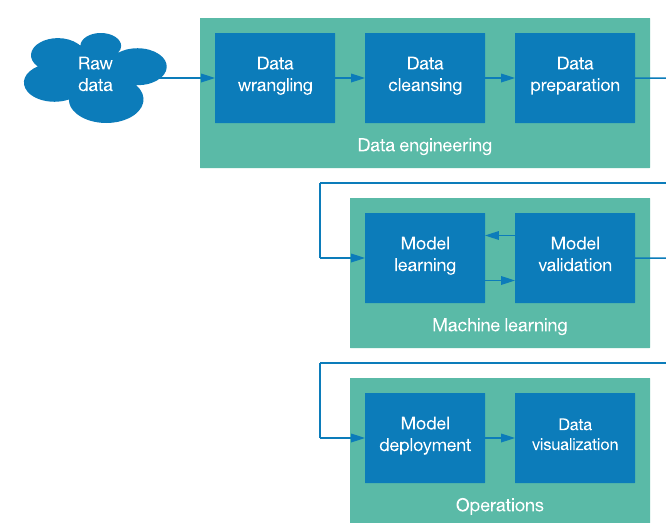 Raw
data
Data
wrangling
Data
cleansing
Data
preparation
Data engineering
Model
learning
Model
validation
Machine learning
Model
deployment
Data
visualization
Operations